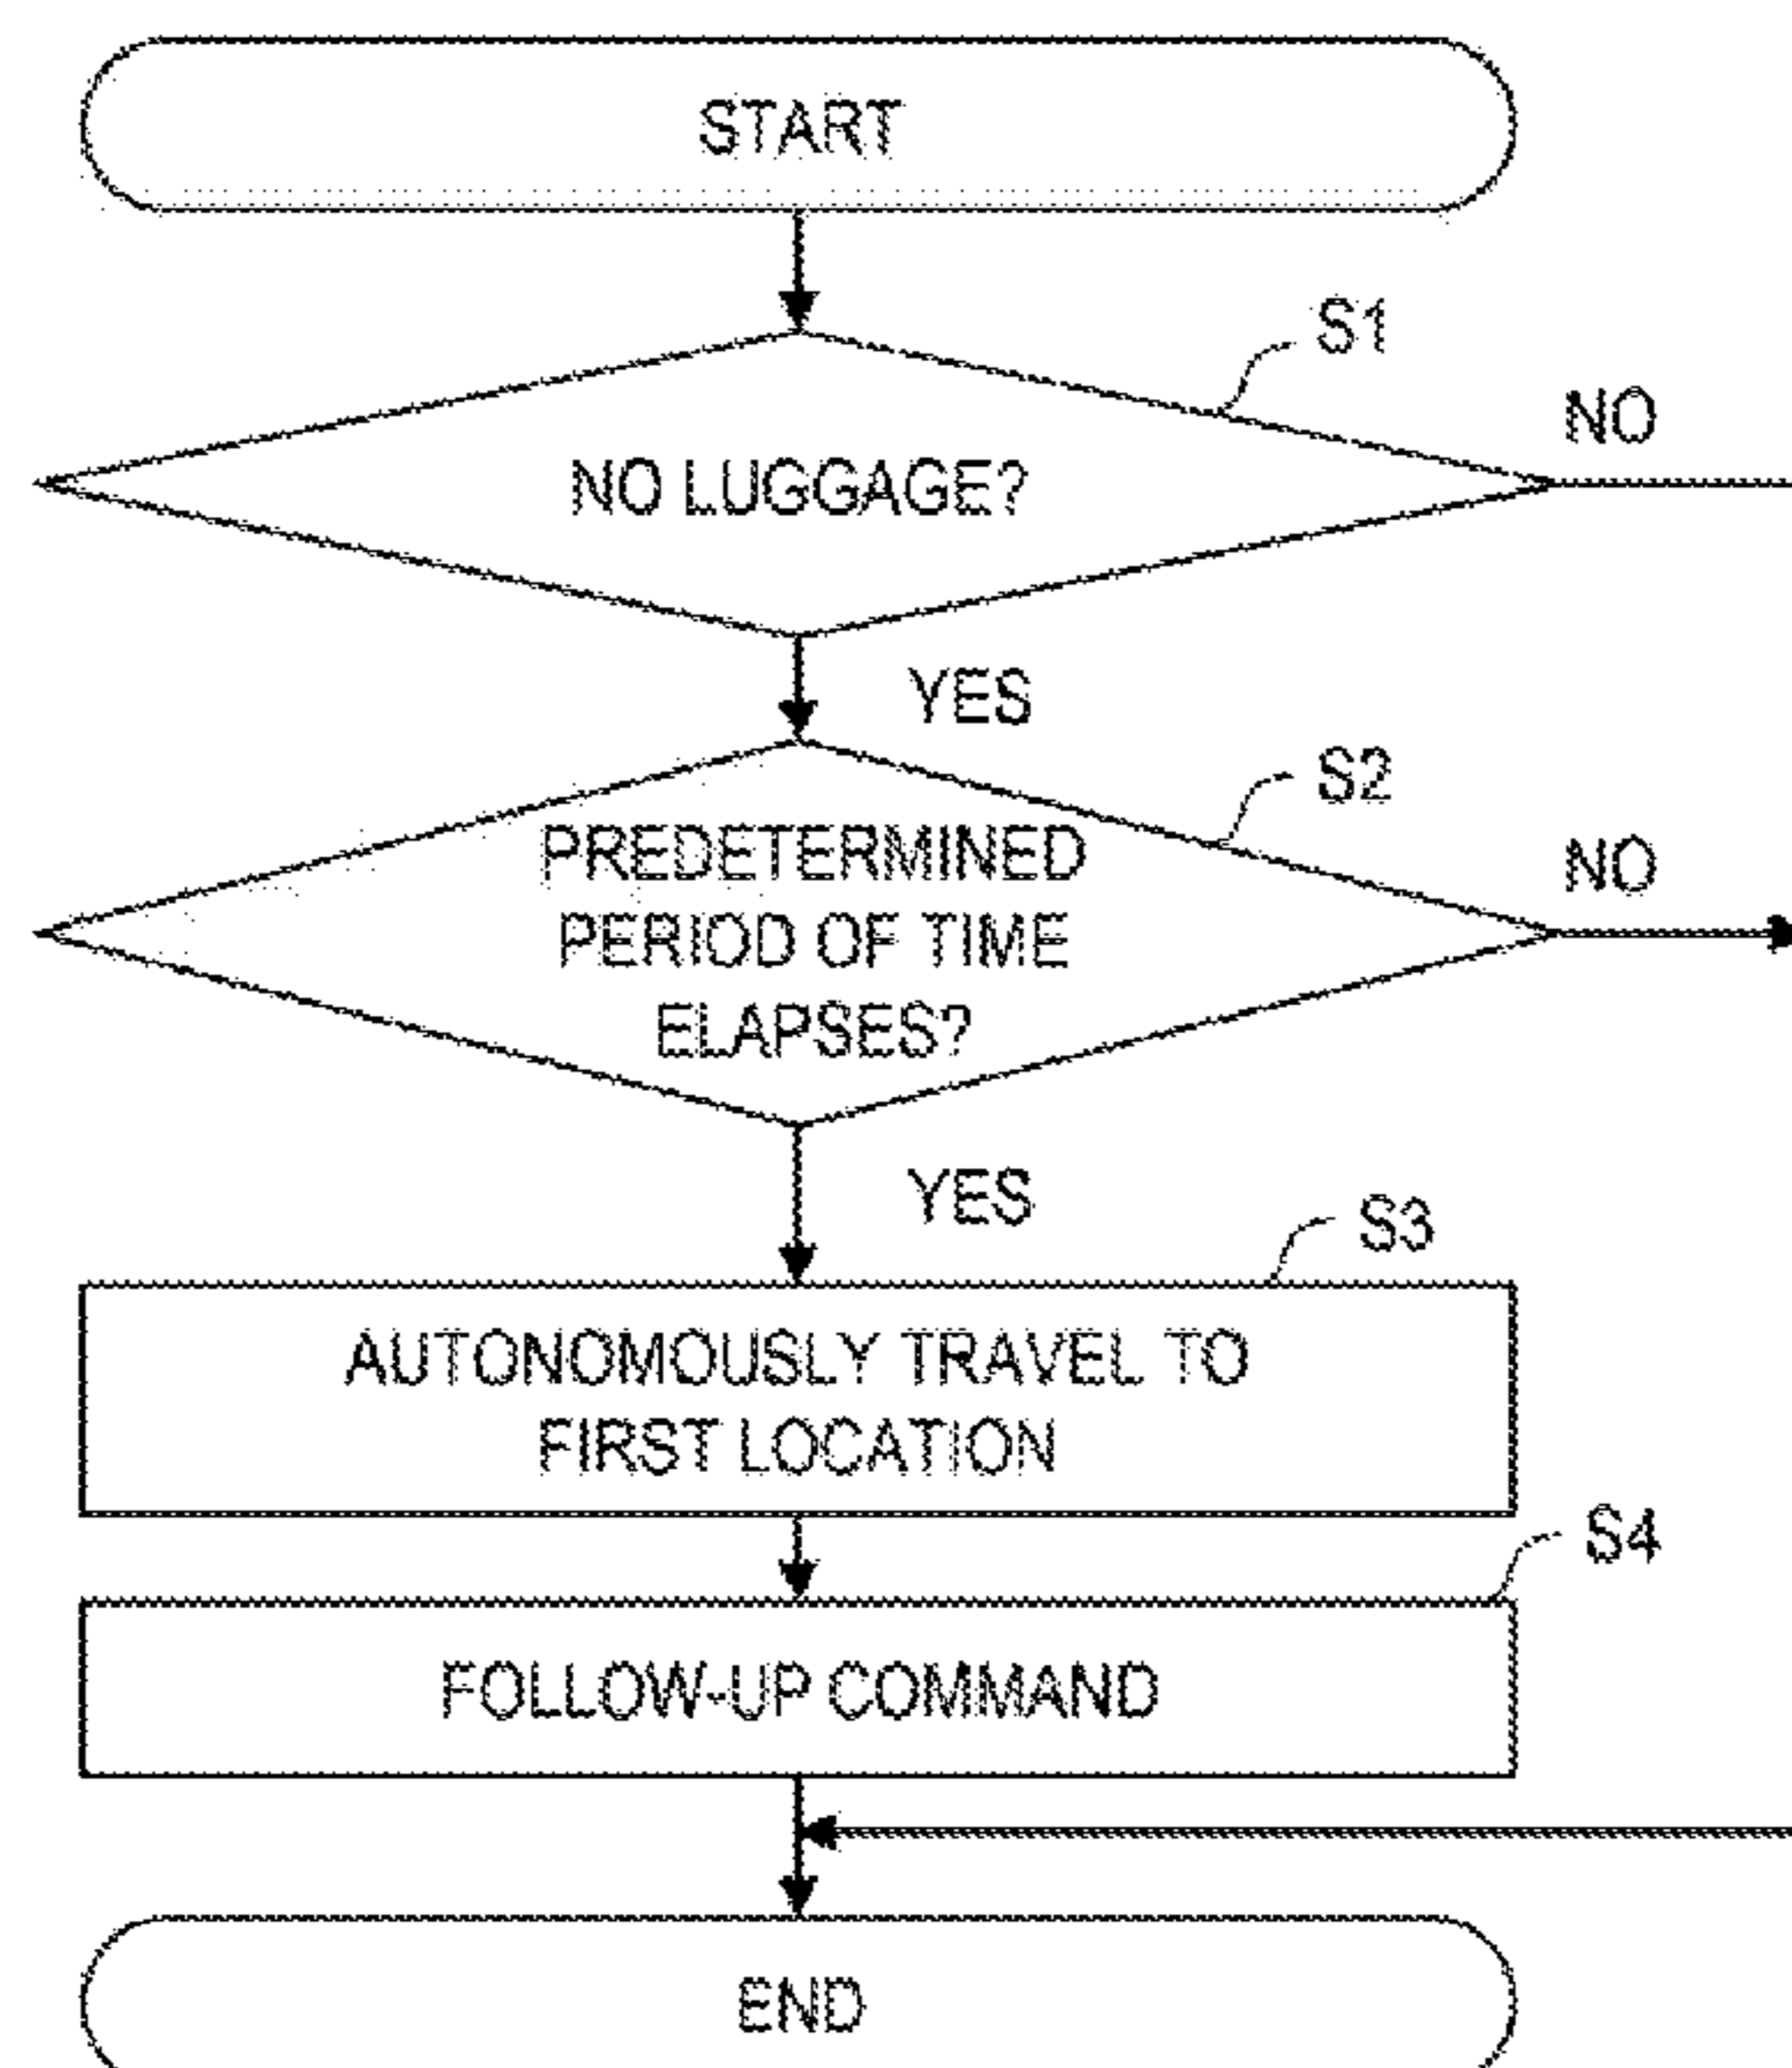 START
S1
NO
NO LUGGAGE?
YES
S2
PREDETERMINED
NO
PERIOD OF TIME
ELAPSES?
YES
S3
AUTONOMOUSLY TRAVEL TO
FIRST LOCATION
S4
FOLLOW-UP COMMAND
END